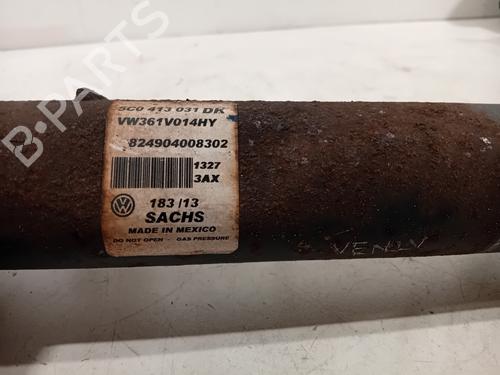 5C0 413 031 DK
VW361V014HY
824904008302
1327
3AX
183 /13
SACHS
MADE IN MEXICO
DO NOT OPEN - GAS PRESSURE
B-PARTS